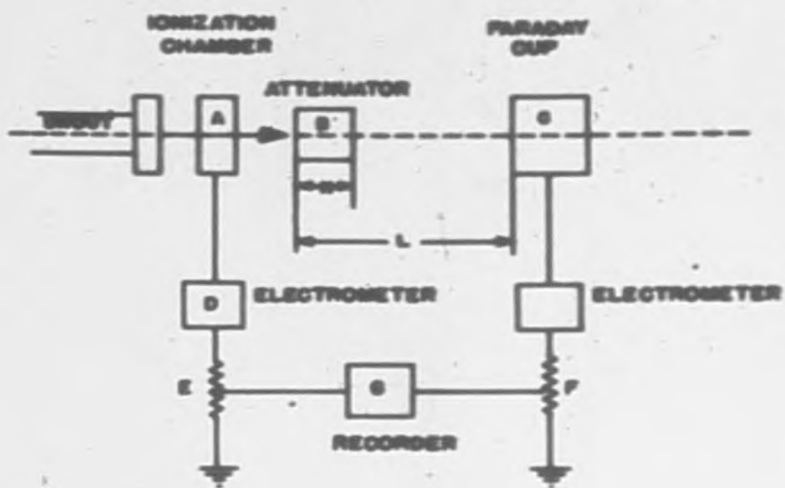 IONIZATION
CHAMBER
FARADAY
CUP
ATTENUATOR
A
B
L
D
ELECTROMETER
ELECTROMETER
E
F
RECORDER